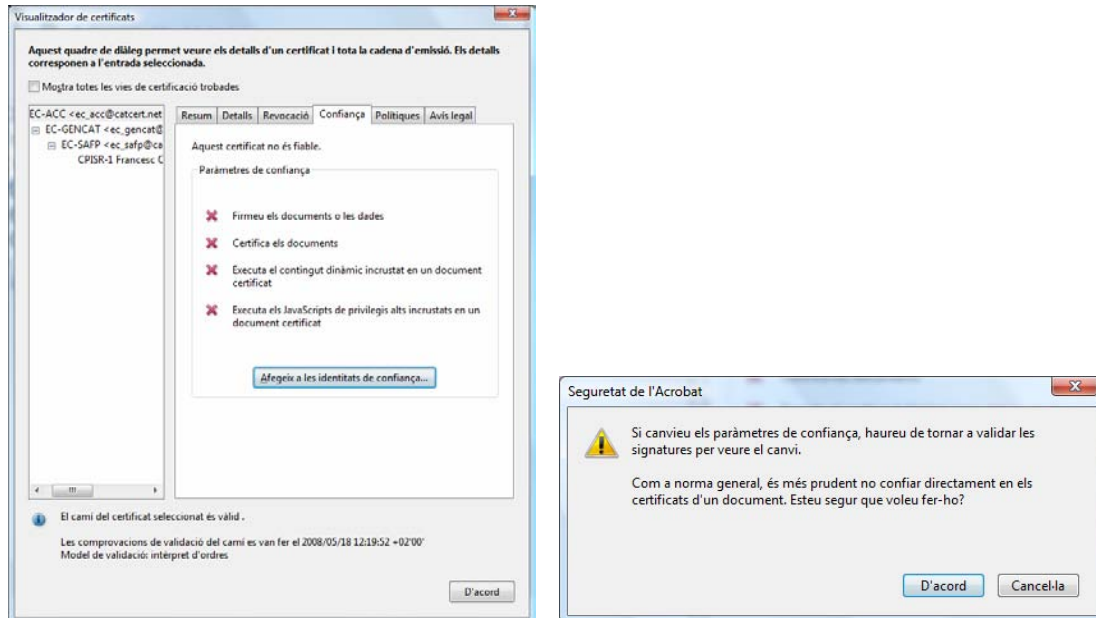 Visualitzador de certificats
Aquest quadre de diàleg permet veure els detalls d'un certificat i tota la cadena d'emissió. Els detalls
corresponen a l'entrada seleccionada.
Mostra totes les vies de certificació trobades
EC-ACC <ec_acc@catcert.net
EC-GENCAT <ec_gencat@
EC-SAFP <ec_safp@ca
CPISR-1 Francesc C
Resum Detalls Revocació Confiança Polítiques Avís legal
Aquest certificat no és fiable.
Paràmetres de confiança
Firmeu els documents o les dades
Certifica els documents
Executa el contingut dinàmic incrustat en un document
certificat
Executa els JavaScripts de privilegis alts incrustats en un
document certificat
Afegeix a les identitats de confiança...
El camí del certificat seleccionat és vàlid .
Les comprovacions de validació del camí es van fer el 2008/05/18 12:19:52 +02'00'
Model de validació: intèrpret d'ordres
D'acord
Seguretat de l'Acrobat
Si canvieu els paràmetres de confiança, haureu de tornar a validar les
signatures per veure el canvi.
Com a norma general, és més prudent no confiar directament en els
certificats d'un document. Esteu segur que voleu fer-ho?
D'acord Cancel·la